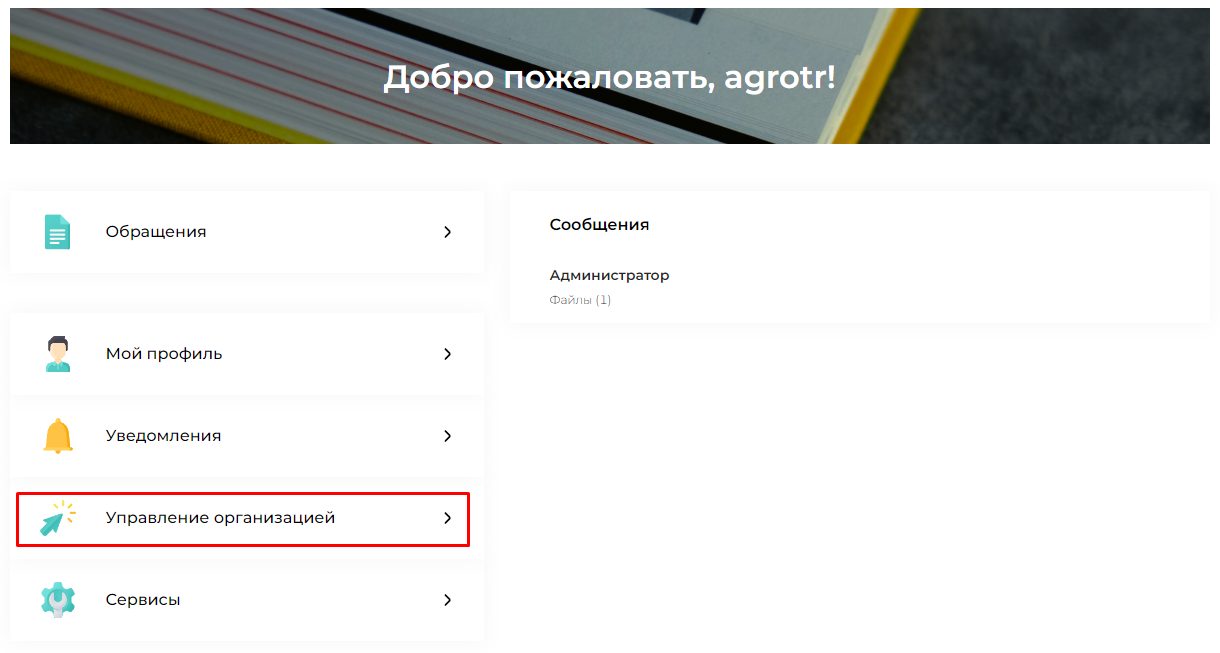 Добро пожаловать, agrotr!
Обращения
Мой профиль
Уведомления
Управление организацией
Сервисы
Сообщения
Администратор
Файлы (1)